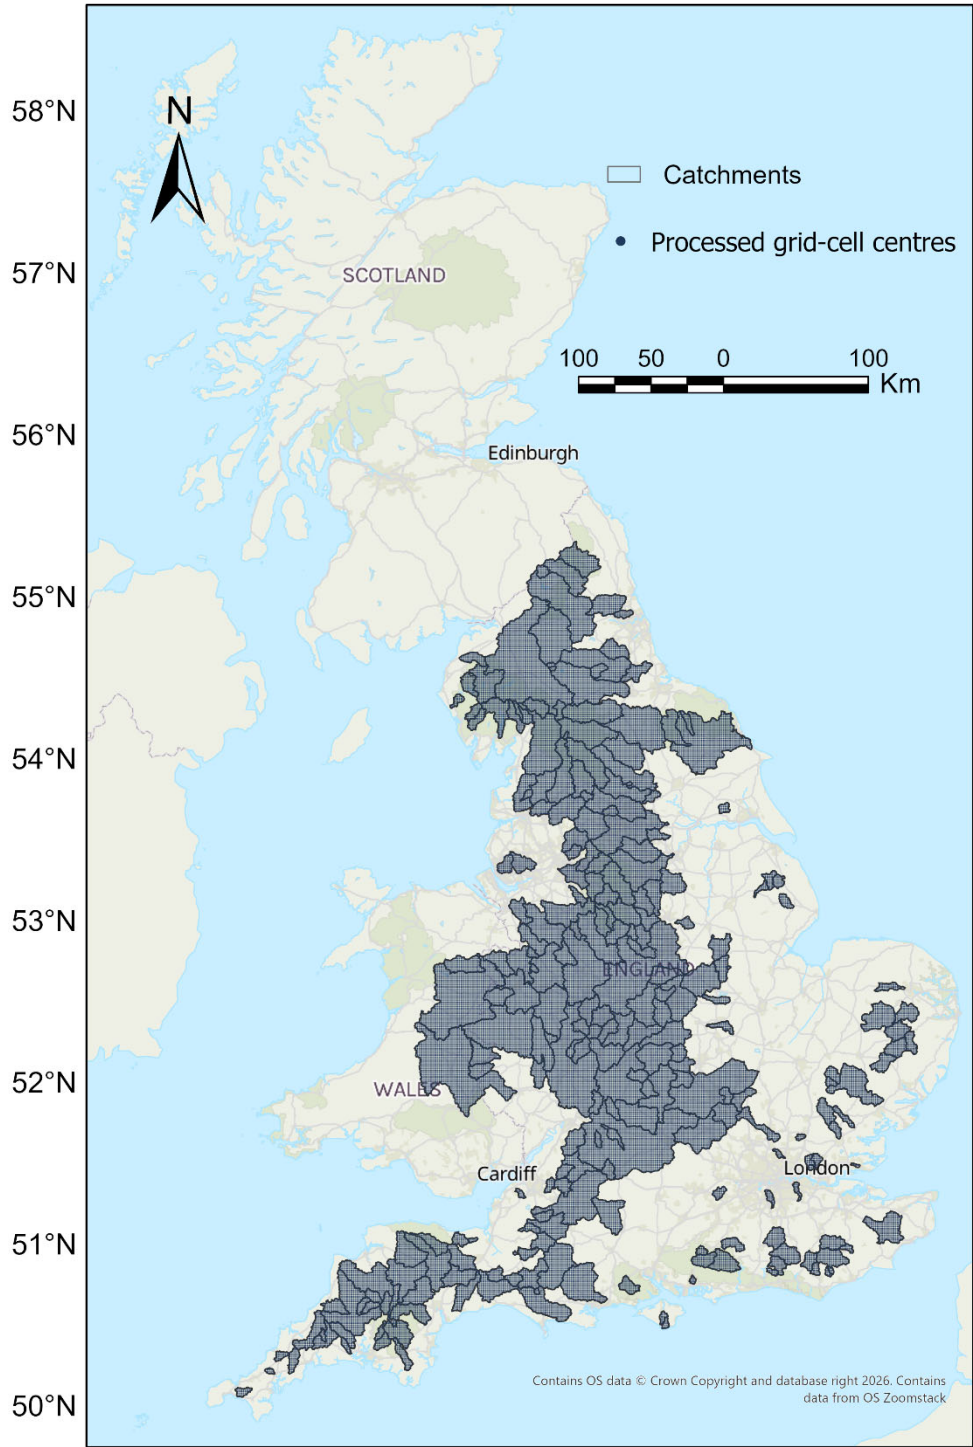 58°N
N
Catchments
Processed grid-cell centres
57°N
SCOTLAND
100 50 0 100
Km
56°N
Edinburgh
55°N
54°N
53°N
ENGLAND
52°N
WALES
Cardiff
London
51°N
Contains OS data © Crown Copyright and database right 2026. Contains
data from OS Zoomstack
50°N